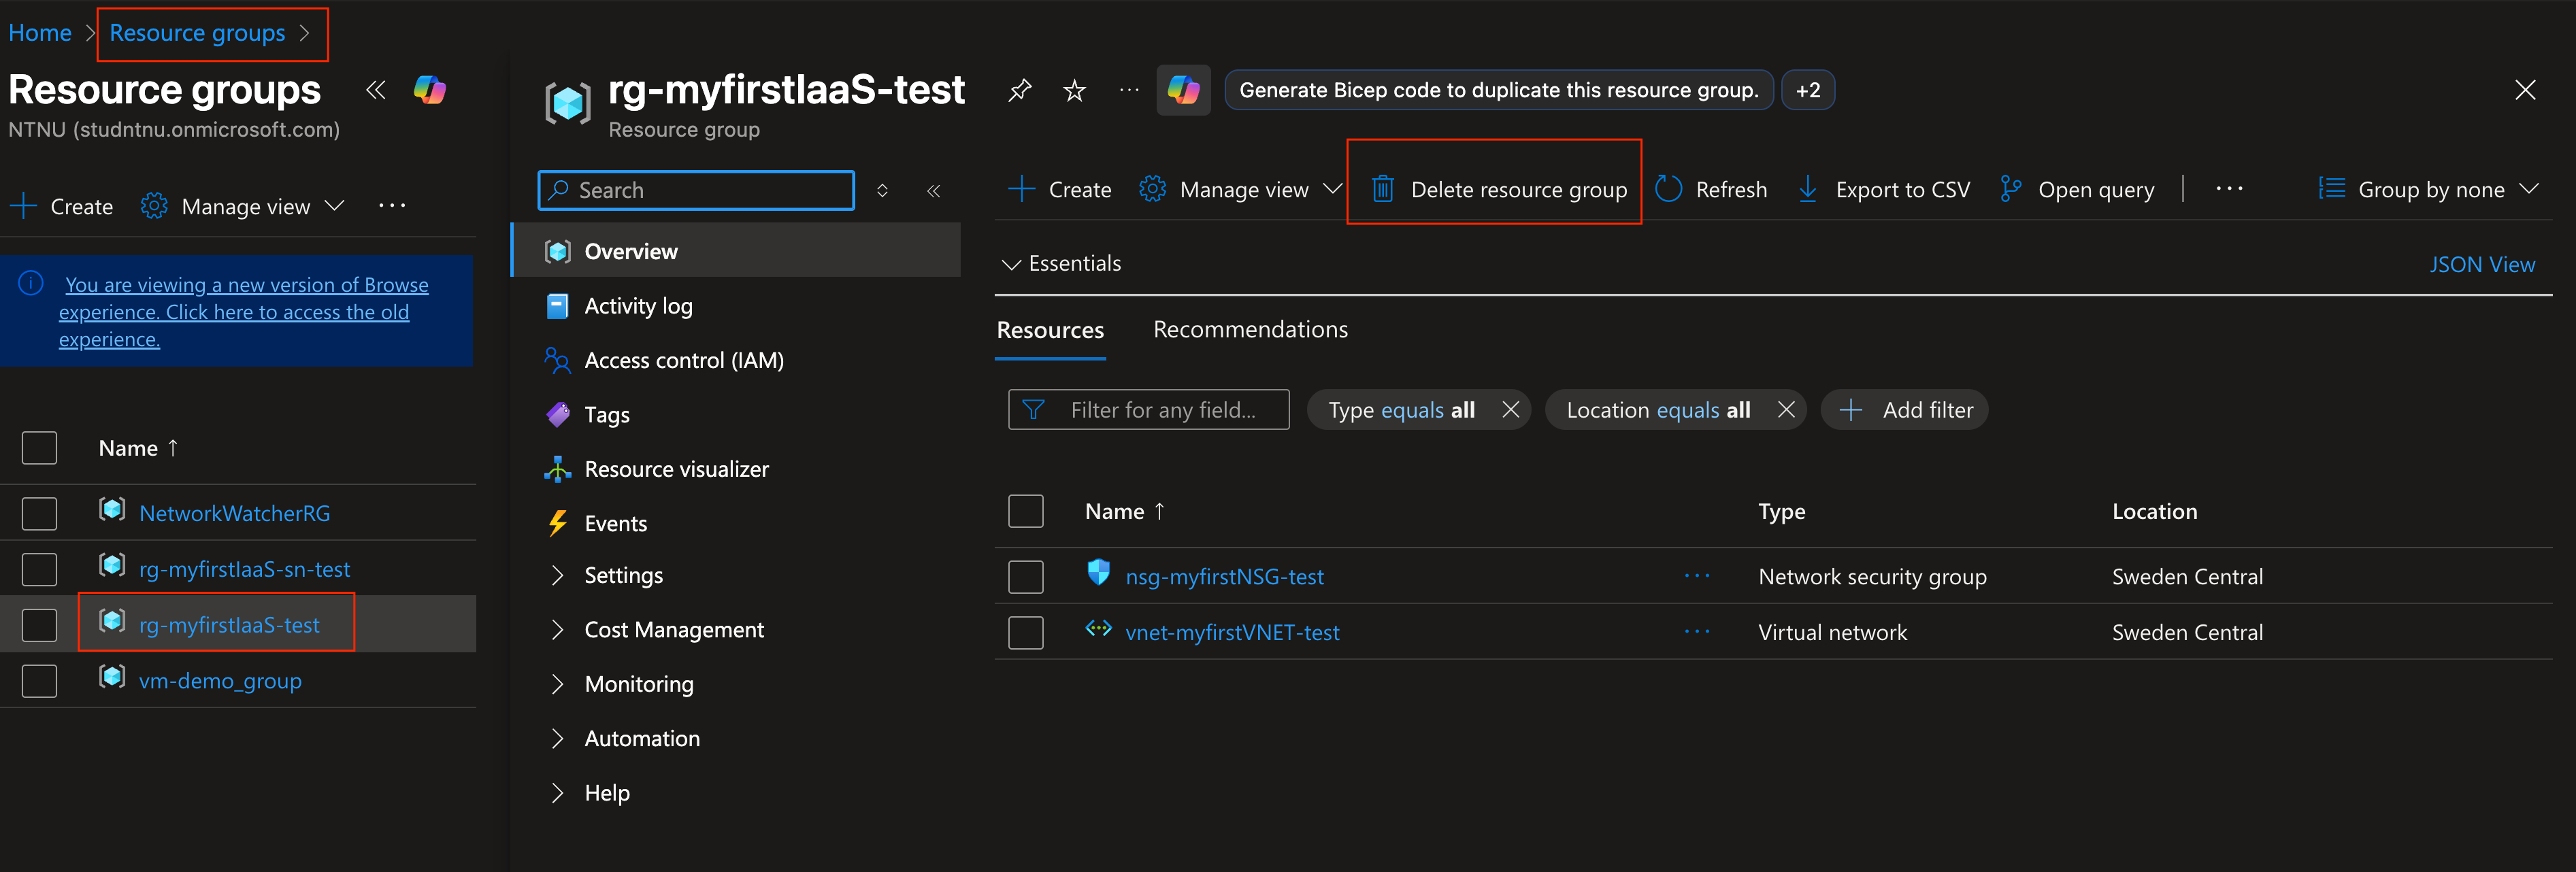 Home > Resource groups >
Resource groups
NTNU (studntnu.onmicrosoft.com)
Create Manage view ...
You are viewing a new version of Browse
experience. Click here to access the old
experience.
Name ↑
NetworkWatcherRG
rg-myfirstIaaS-sn-test
rg-myfirstIaaS-test
vm-demo_group
rg-myfirstIaaS-test
Resource group
Generate Bicep code to duplicate this resource group. +2
Search
Overview
Activity log
Access control (IAM)
Tags
Resource visualizer
Events
Settings
Cost Management
Monitoring
Automation
Help
Create Manage view Delete resource group Refresh Export to CSV Open query | ... Group by none
Essentials
JSON View
Resources Recommendations
Filter for any field... Type equals all Location equals all Add filter
Name ↑ Type Location
nsg-myfirstNSG-test ... Network security group Sweden Central
vnet-myfirstVNET-test ... Virtual network Sweden Central